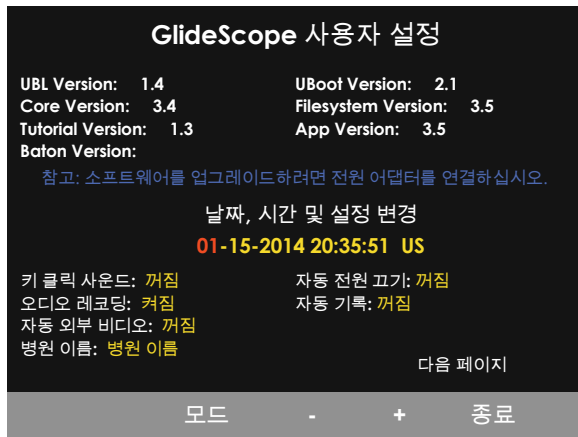 GlideScope 사용자 설정
UBL Version: 1.4 UBoot Version: 2.1
Core Version: 3.4 Filesystem Version: 3.5
Tutorial Version: 1.3 App Version: 3.5
Baton Version:
참고: 소프트웨어를 업그레이드하려면 전원 어댑터를 연결하십시오.
날짜, 시간 및 설정 변경
01-15-2014 20:35:51 US
키 클릭 사운드: 꺼짐 자동 전원 끄기: 꺼짐
오디오 레코딩: 켜짐 자동 기록: 꺼짐
자동 외부 비디오: 꺼짐
병원 이름: 병원 이름
다음 페이지
모드 - + 종료